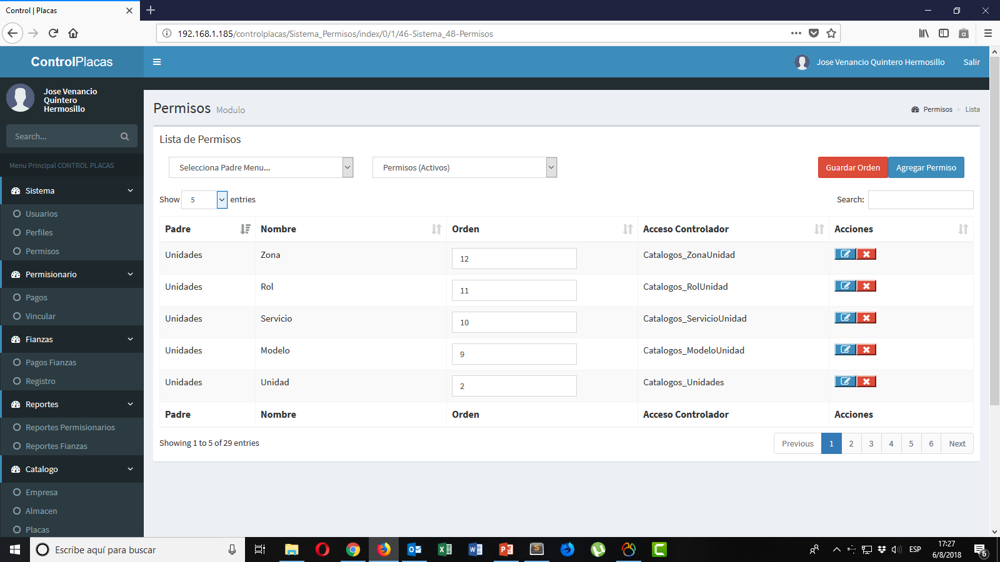 Control | Placas
192.168.1.185/controlplacas/Sistema_Permisos/index/0/1/46-Sistema_48-Permisos
ControlPlacas
Jose Venancio Quintero Hermosillo
Salir
Jose Venancio
Quintero
Hermosillo
Search...
Menu Principal CONTROL PLACAS
Sistema
Usuarios
Perfiles
Permisos
Permisionario
Pagos
Vincular
Fianzas
Pagos Fianzas
Registro
Reportes
Reportes Permisionarios
Reportes Fianzas
Catalogo
Empresa
Almacen
Placas
Permisos Modulo
Permisos > Lista
Lista de Permisos
Selecciona Padre Menu...
Permisos (Activos)
Guardar Orden
Agregar Permiso
Show 5 entries
Search:
Padre Nombre Orden Acceso Controlador Acciones
Unidades Zona 12 Catalogos_ZonaUnidad
Unidades Rol 11 Catalogos_RolUnidad
Unidades Servicio 10 Catalogos_ServicioUnidad
Unidades Modelo 9 Catalogos_ModeloUnidad
Unidades Unidad 2 Catalogos_Unidades
Padre Nombre Orden Acceso Controlador Acciones
Showing 1 to 5 of 29 entries
Previous 1 2 3 4 5 6 Next
Escribe aquí para buscar
ESP
17:27
6/8/2018
6